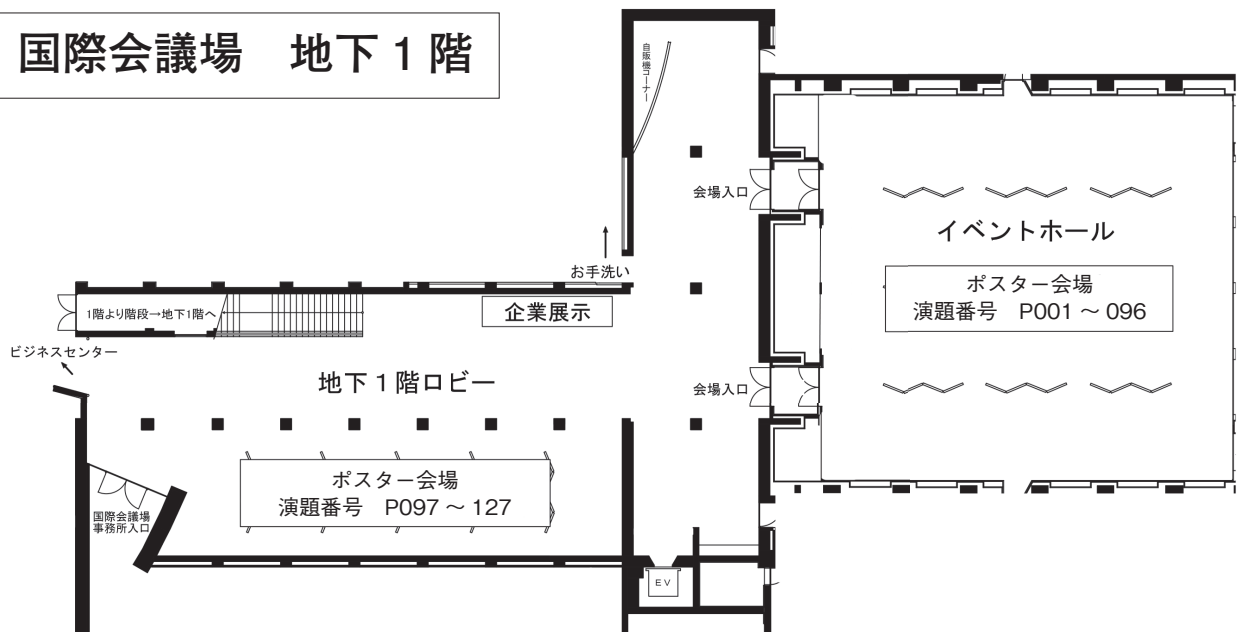 国際会議場　地下1階
自販機コーナー
会場入口
イベントホール
ポスター会場
演題番号　P001～096
お手洗い
企業展示
1階より階段→地下1階へ
ビジネスセンター
地下1階ロビー
会場入口
ポスター会場
演題番号　P097～127
国際会議場
事務所入口
EV